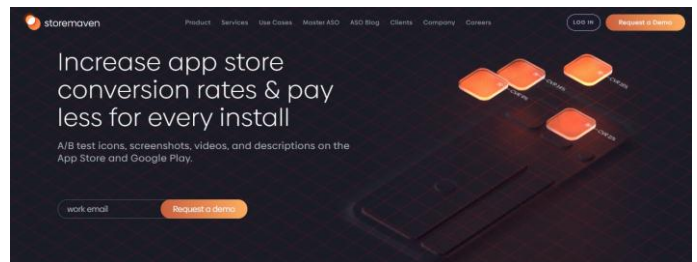 storemaven
Product Services Use Cases Master ASO ASO Blog Clients Company Careers
LOG IN
Request a Demo
Increase app store
conversion rates & pay
less for every install
A/B test icons, screenshots, videos, and descriptions on the
App Store and Google Play.
work email
Request a demo